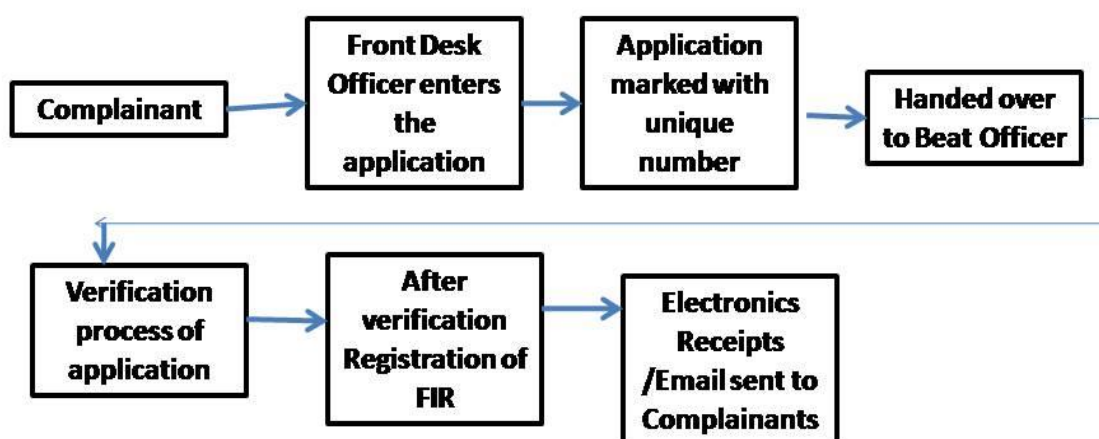 Complainant
Front Desk
Officer enters
the
application
Application
marked with
unique
number
Handed over
to Beat Officer
Verification
process of
application
After
verification
Registration of
FIR
Electronics
Receipts
/Email sent to
Complainants